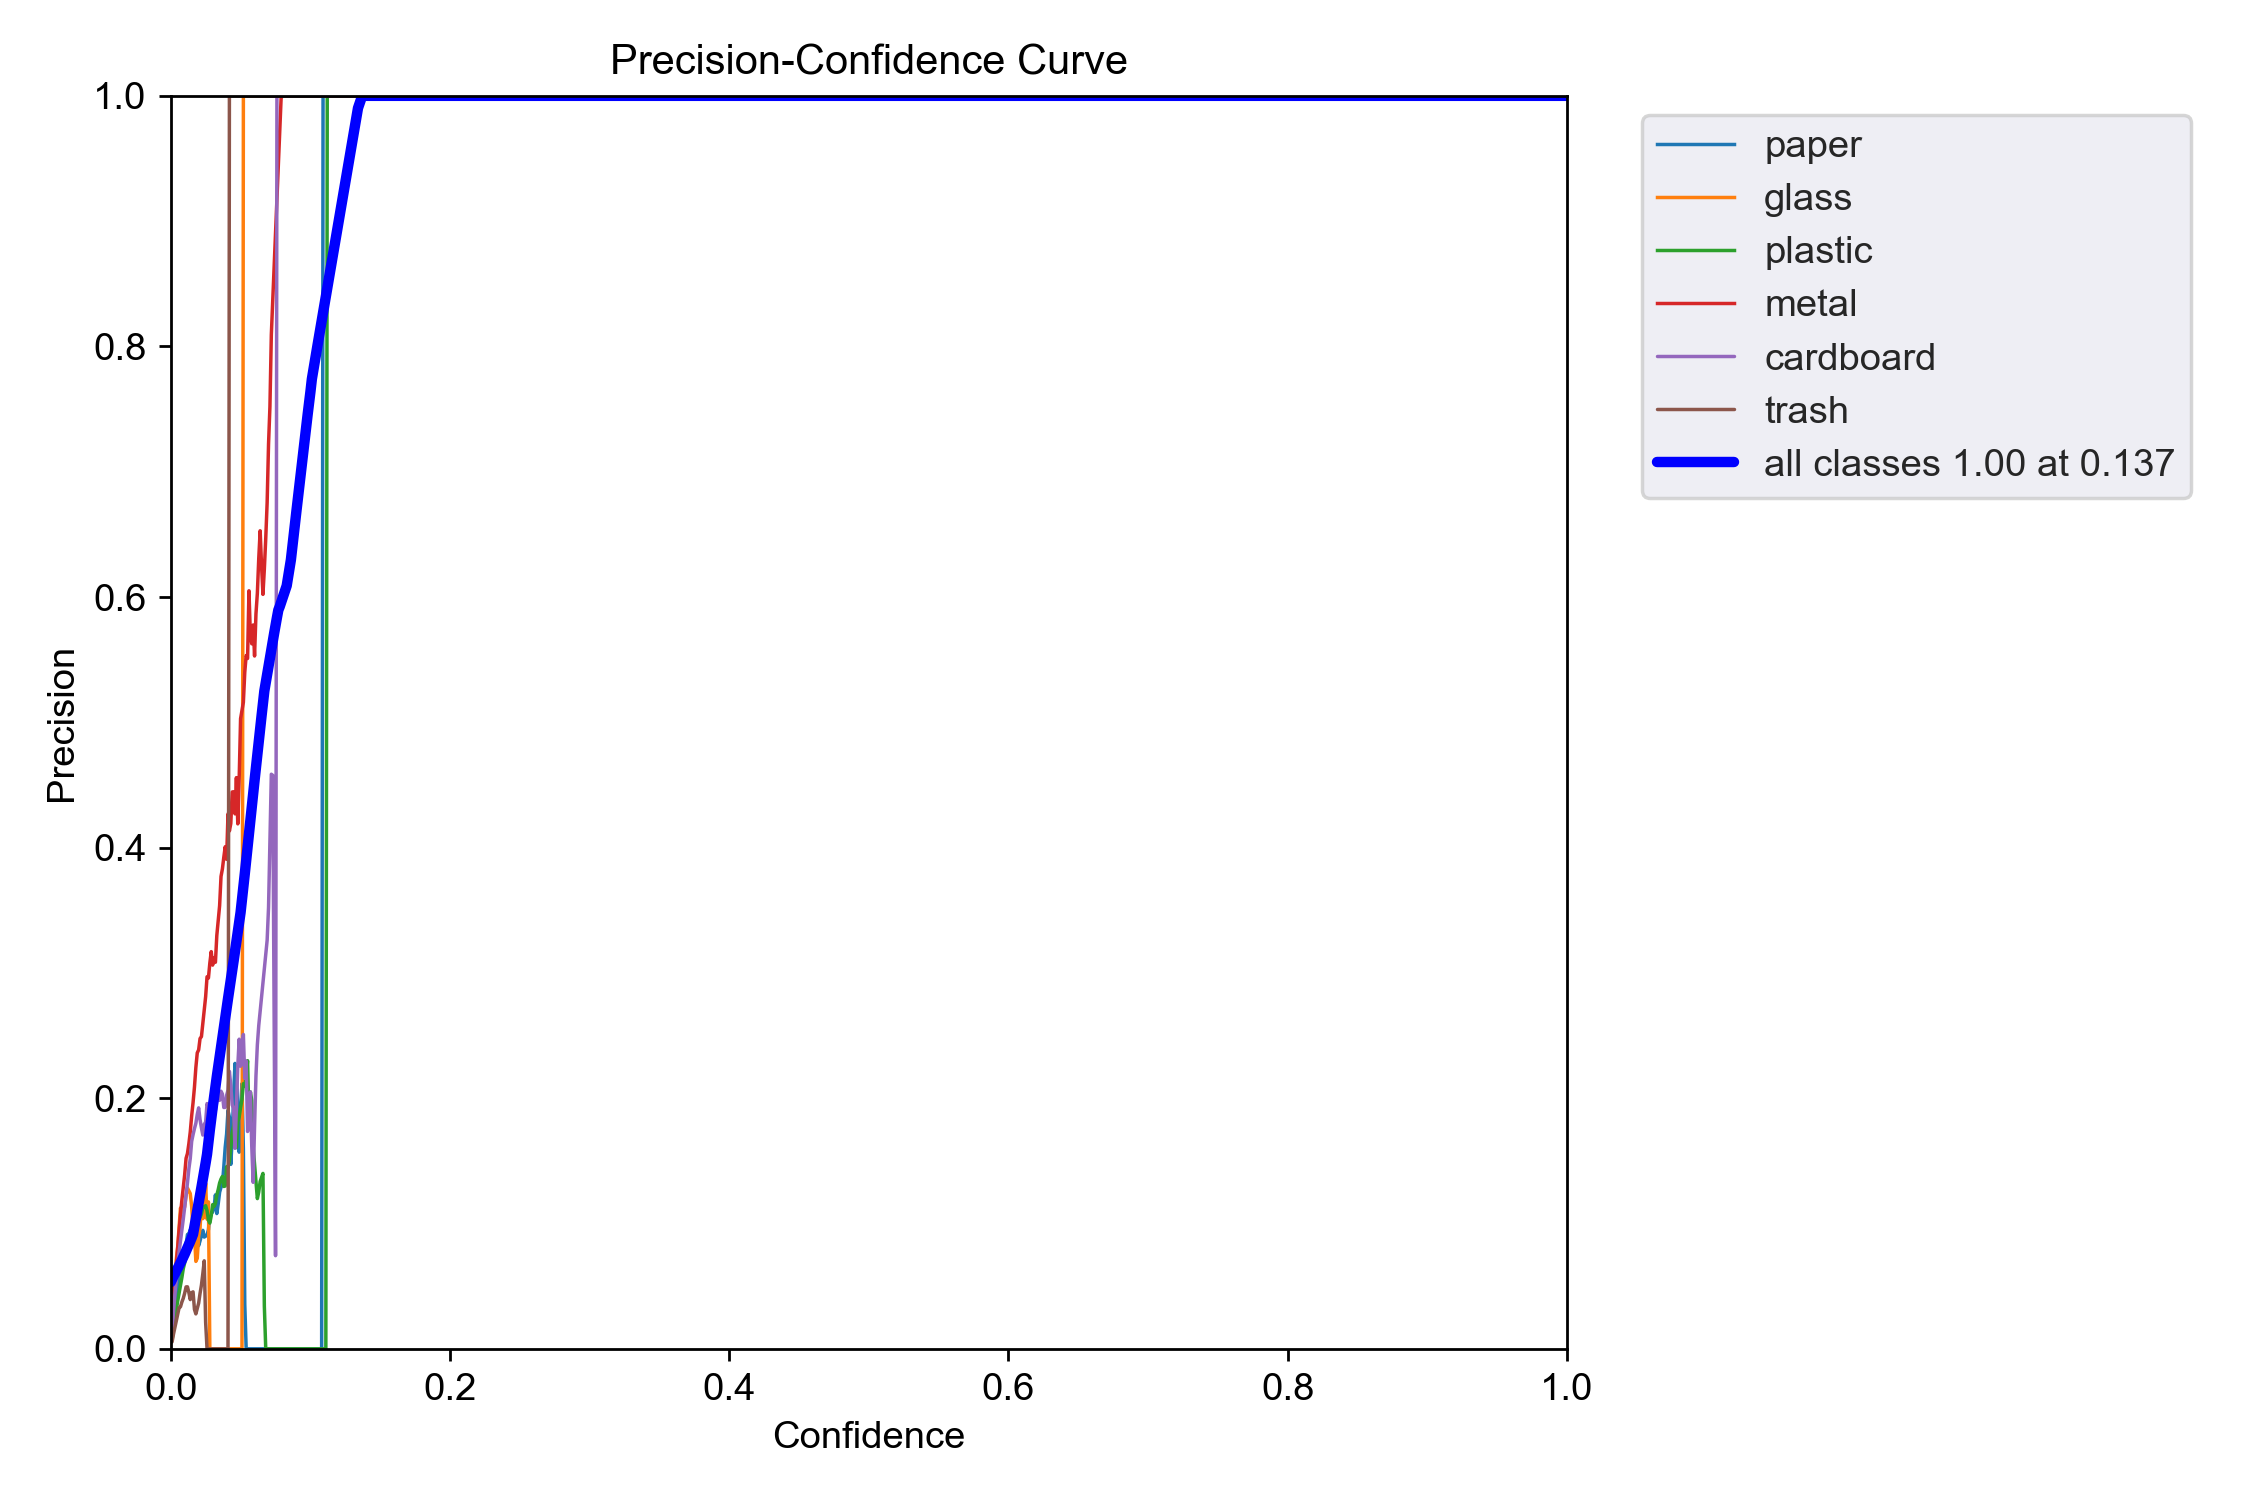 Precision-Confidence Curve
1.0
0.8
0.6
0.4
0.2
0.0
Precision
0.0 0.2 0.4 0.6 0.8 1.0
Confidence
paper
glass
plastic
metal
cardboard
trash
all classes 1.00 at 0.137